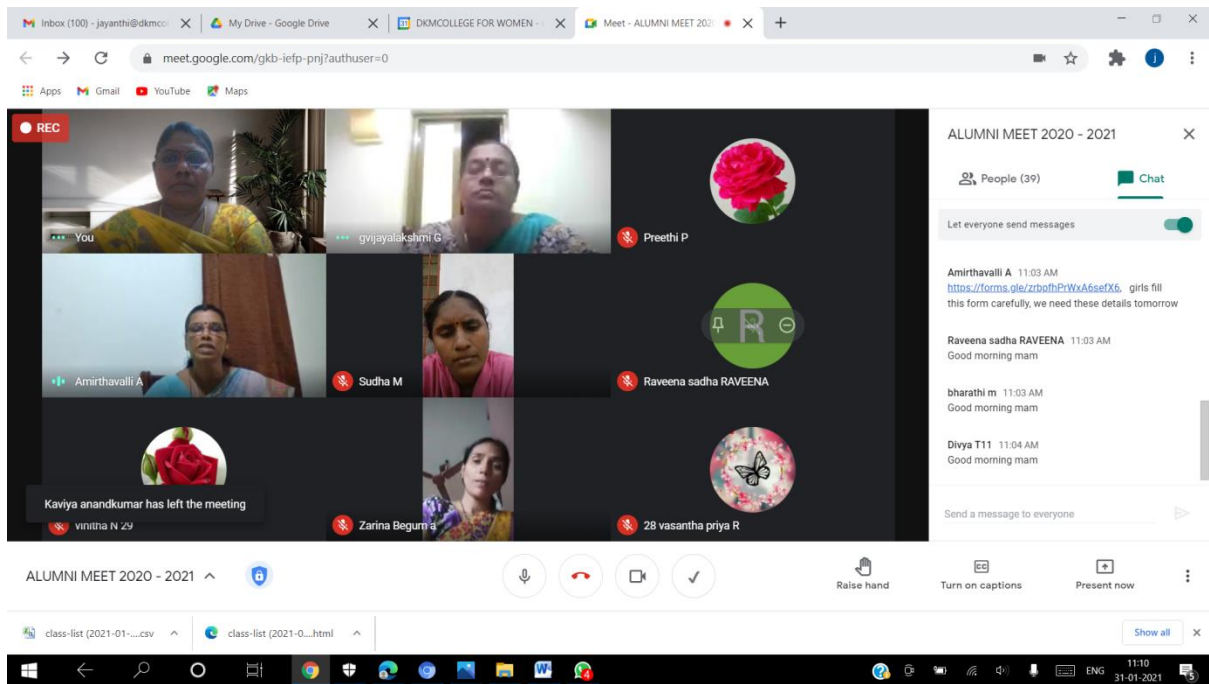 Inbox (100) - jayanthi@dkmcol
My Drive - Google Drive
DKMCOLLEGE FOR WOMEN -
Meet - ALUMNI MEET 202
meet.google.com/gkb-iefp-pnj?authuser=0
j
Apps
Gmail
YouTube
Maps
REC
You
gvijayalakshmi G
Preethi P
Amirthavalli A
Sudha M
R
Raveena sadha RAVEENA
Kaviya anandkumar has left the meeting
Vinitha N 29
Zarina Begum a
28 vasantha priya R
ALUMNI MEET 2020 - 2021
People (39)
Chat
Let everyone send messages
Amirthavalli A 11:03 AM
https://forms.gle/zrbpfhPrWxA6sefX6, girls fill
this form carefully, we need these details tomorrow
Raveena sadha RAVEENA 11:03 AM
Good morning mam
bharathi m 11:03 AM
Good morning mam
Divya T11 11:04 AM
Good morning mam
Send a message to everyone
ALUMNI MEET 2020 - 2021
Raise hand
CC
Turn on captions
Present now
class-list (2021-01-....csv
class-list (2021-0....html
Show all
ENG
11:10
31-01-2021